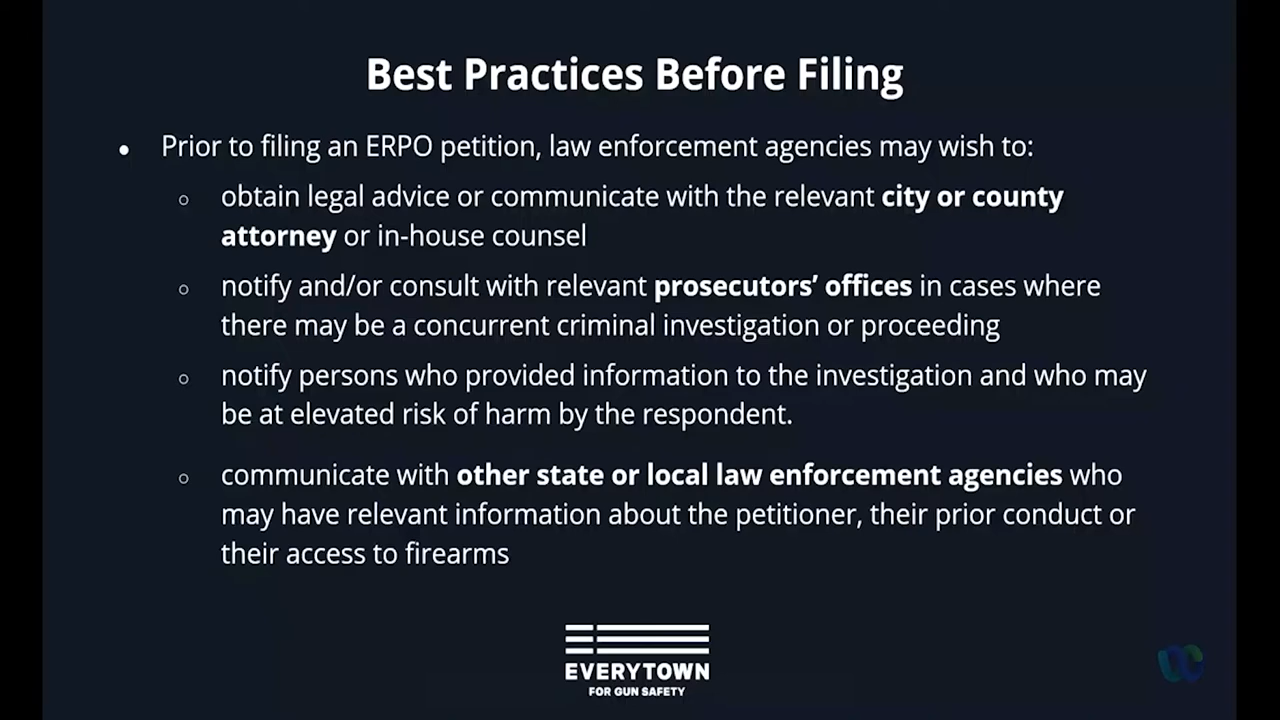 Best Practices Before Filing
• Prior to filing an ERPO petition, law enforcement agencies may wish to:
○ obtain legal advice or communicate with the relevant city or county
attorney or in-house counsel
○ notify and/or consult with relevant prosecutors’ offices in cases where
there may be a concurrent criminal investigation or proceeding
○ notify persons who provided information to the investigation and who may
be at elevated risk of harm by the respondent.
○ communicate with other state or local law enforcement agencies who
may have relevant information about the petitioner, their prior conduct or
their access to firearms
EVERYTOWN
FOR GUN SAFETY